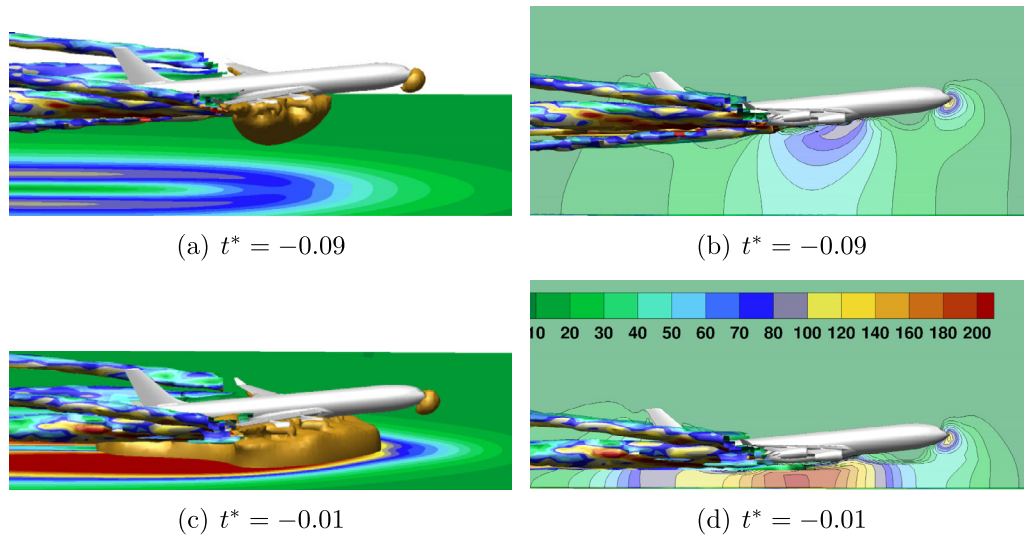 (a) t* = −0.09
(b) t* = −0.09
10 20 30 40 50 60 70 80 100 120 140 160 180 200
(c) t* = −0.01
(d) t* = −0.01